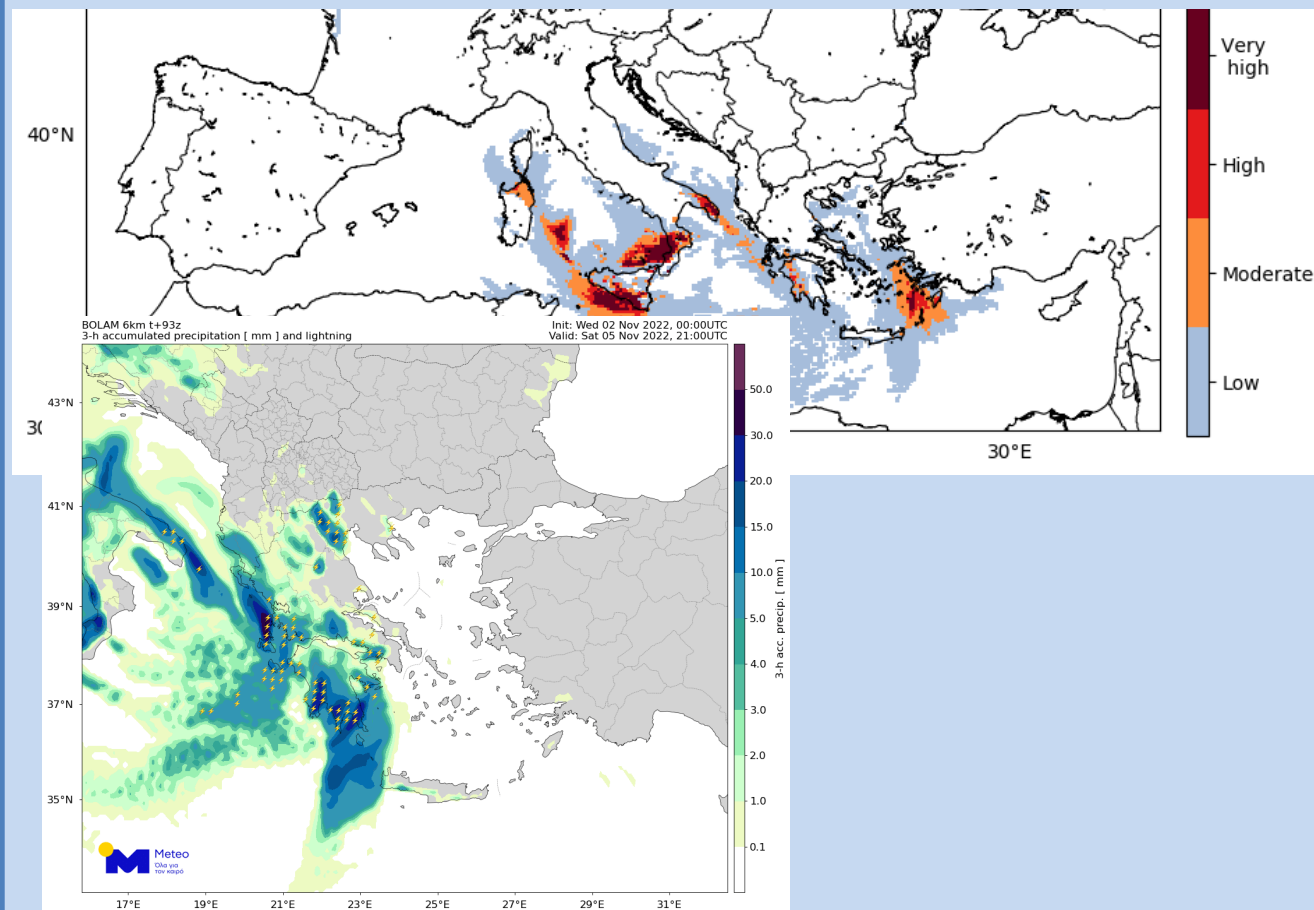 Very
high
40°N
High
Moderate
Low
30°E
30
BOLAM 6km t+93z
3-h accumulated precipitation [ mm ] and lightning
Init: Wed 02 Nov 2022, 00:00UTC
Valid: Sat 05 Nov 2022, 21:00UTC
43°N
41°N
39°N
37°N
35°N
50.0
30.0
20.0
15.0
10.0
5.0
4.0
3.0
2.0
1.0
0.1
3-h acc. precip. [ mm ]
Meteo
Όλα για
τον καιρό
17°E
19°E
21°E
23°E
25°E
27°E
29°E
31°E